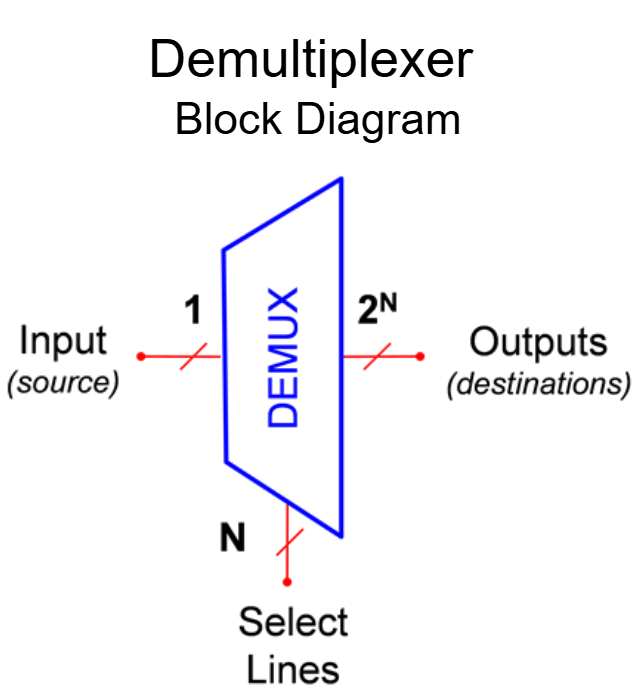 Demultiplexer
Block Diagram
1
2ᴺ
DEMUX
Input
(source)
Outputs
(destinations)
N
Select
Lines